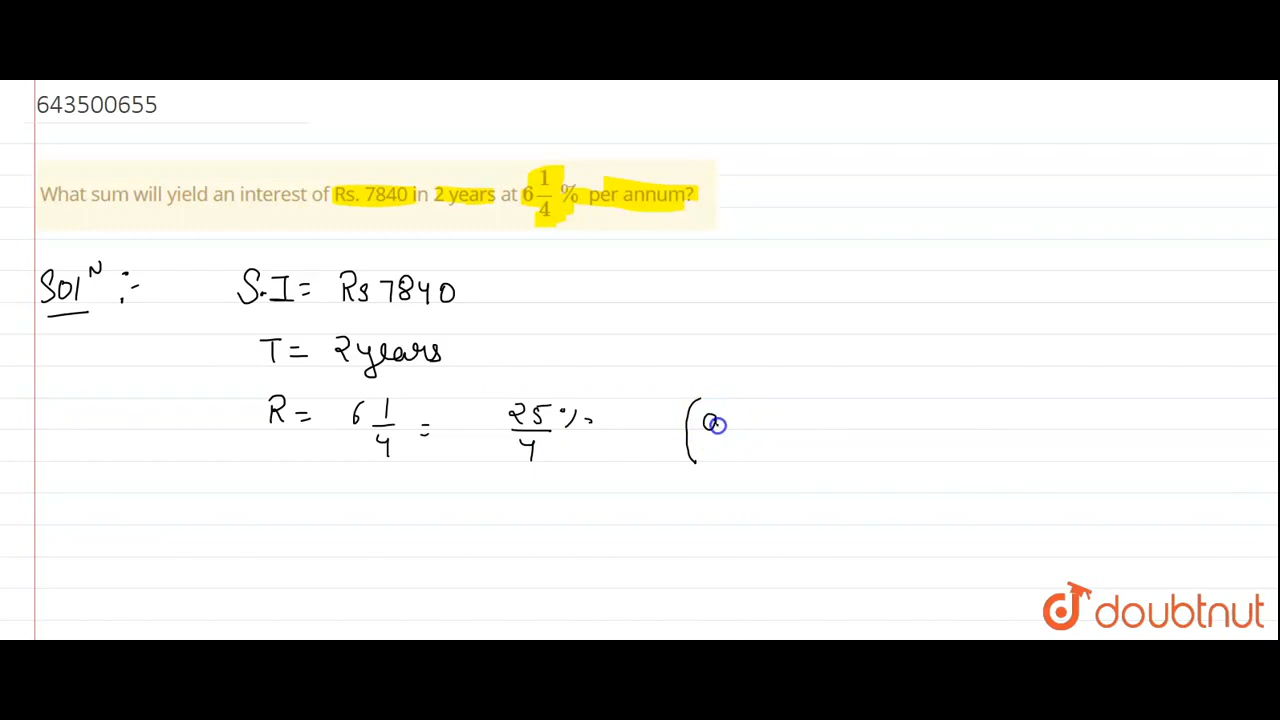 643500655
What sum will yield an interest of Rs. 7840 in 2 years at 6 1/4 % per annum?
Sol N :- S.I = Rs 7840
T = 2 years
R = 6 1/4 = 25/4 % (a
doubtnut